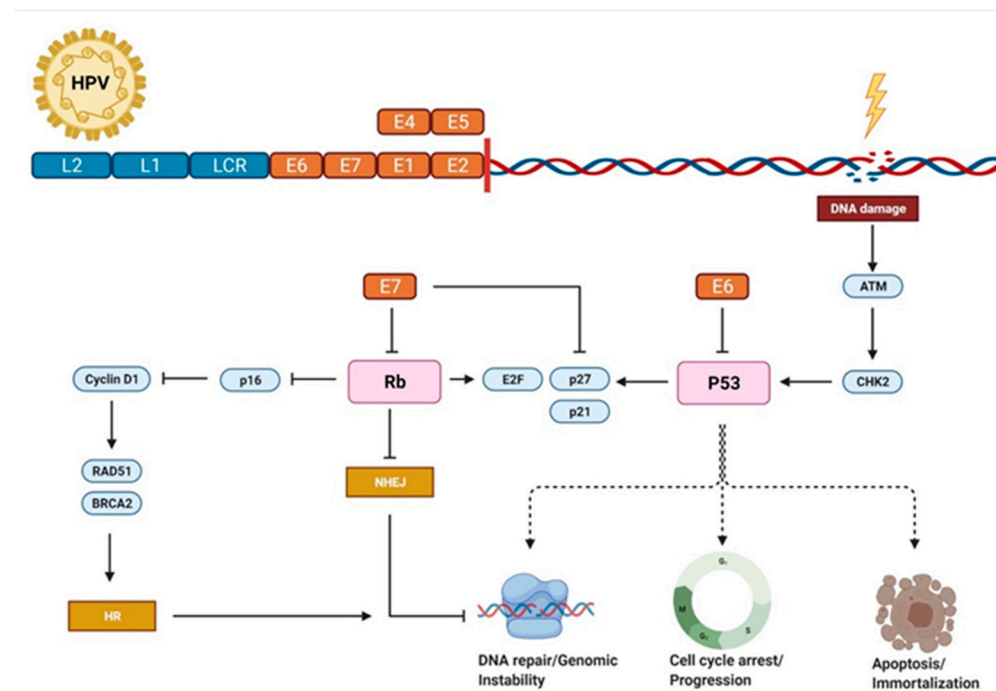 HPV
E4 E5
L2 L1 LCR E6 E7 E1 E2
DNA damage
E7 E6 ATM
Cyclin D1 p16 Rb E2F p27 P53 CHK2
p21
RAD51
NHEJ
BRCA2
HR
G₁
M S
G₂
DNA repair/Genomic
Instability
Cell cycle arrest/
Progression
Apoptosis/
Immortalization